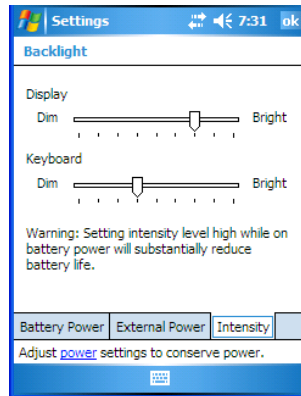 Settings 7:31 ok
Backlight
Display
Dim Bright
Keyboard
Dim Bright
Warning: Setting intensity level high while on
battery power will substantially reduce
battery life.
Battery Power External Power Intensity
Adjust power settings to conserve power.